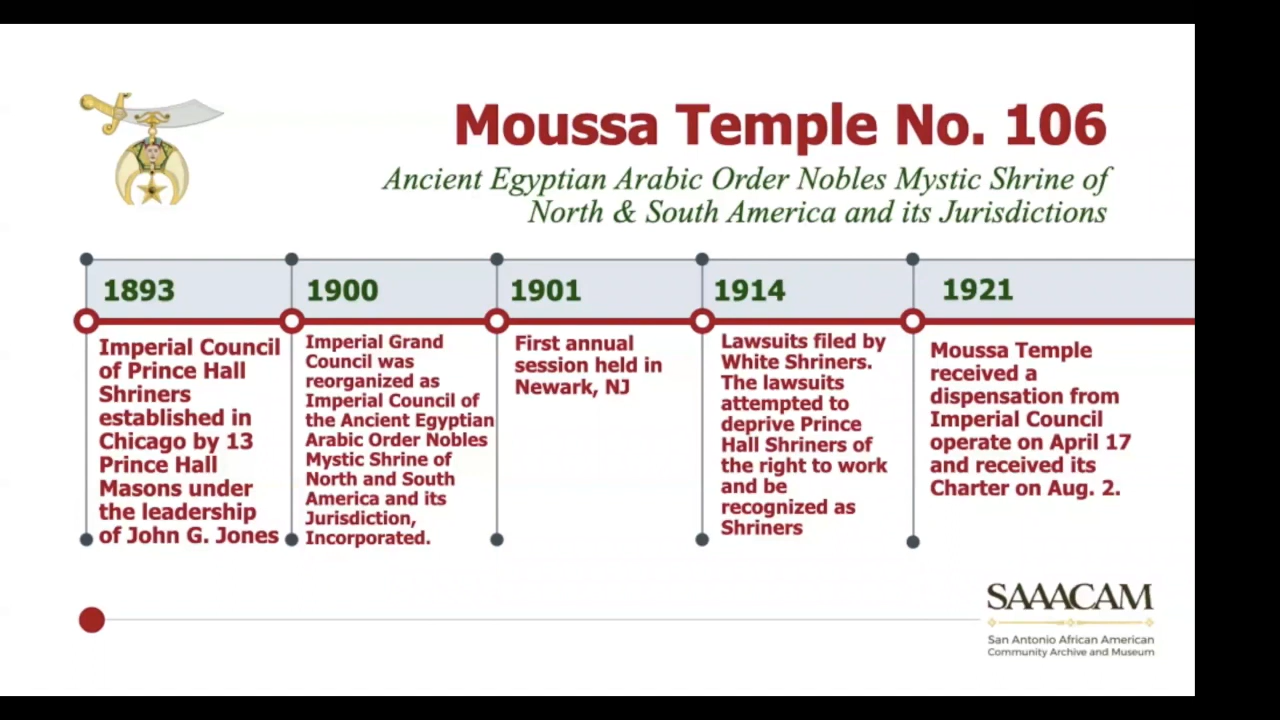 Moussa Temple No. 106
Ancient Egyptian Arabic Order Nobles Mystic Shrine of
North & South America and its Jurisdictions
1893
Imperial Council
of Prince Hall
Shriners
established in
Chicago by 13
Prince Hall
Masons under
the leadership
of John G. Jones
1900
Imperial Grand
Council was
reorganized as
Imperial Council of
the Ancient Egyptian
Arabic Order Nobles
Mystic Shrine of
North and South
America and its
Jurisdiction,
Incorporated.
1901
First annual
session held in
Newark, NJ
1914
Lawsuits filed by
White Shriners.
The lawsuits
attempted to
deprive Prince
Hall Shriners of
the right to work
and be
recognized as
Shriners
1921
Moussa Temple
received a
dispensation from
Imperial Council
operate on April 17
and received its
Charter on Aug. 2.
SAAACAM
San Antonio African American
Community Archive and Museum